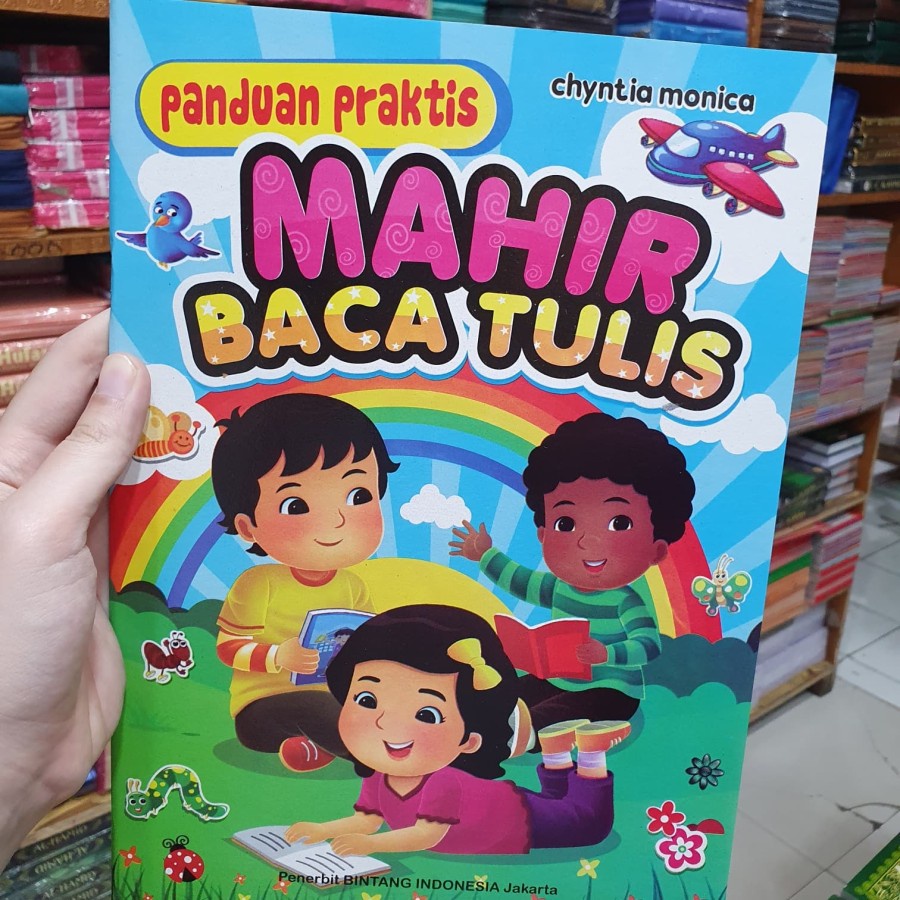 panduan praktis
chyntia monica
MAHIR
BACA TULIS
Penerbit BINTANG INDONESIA Jakarta